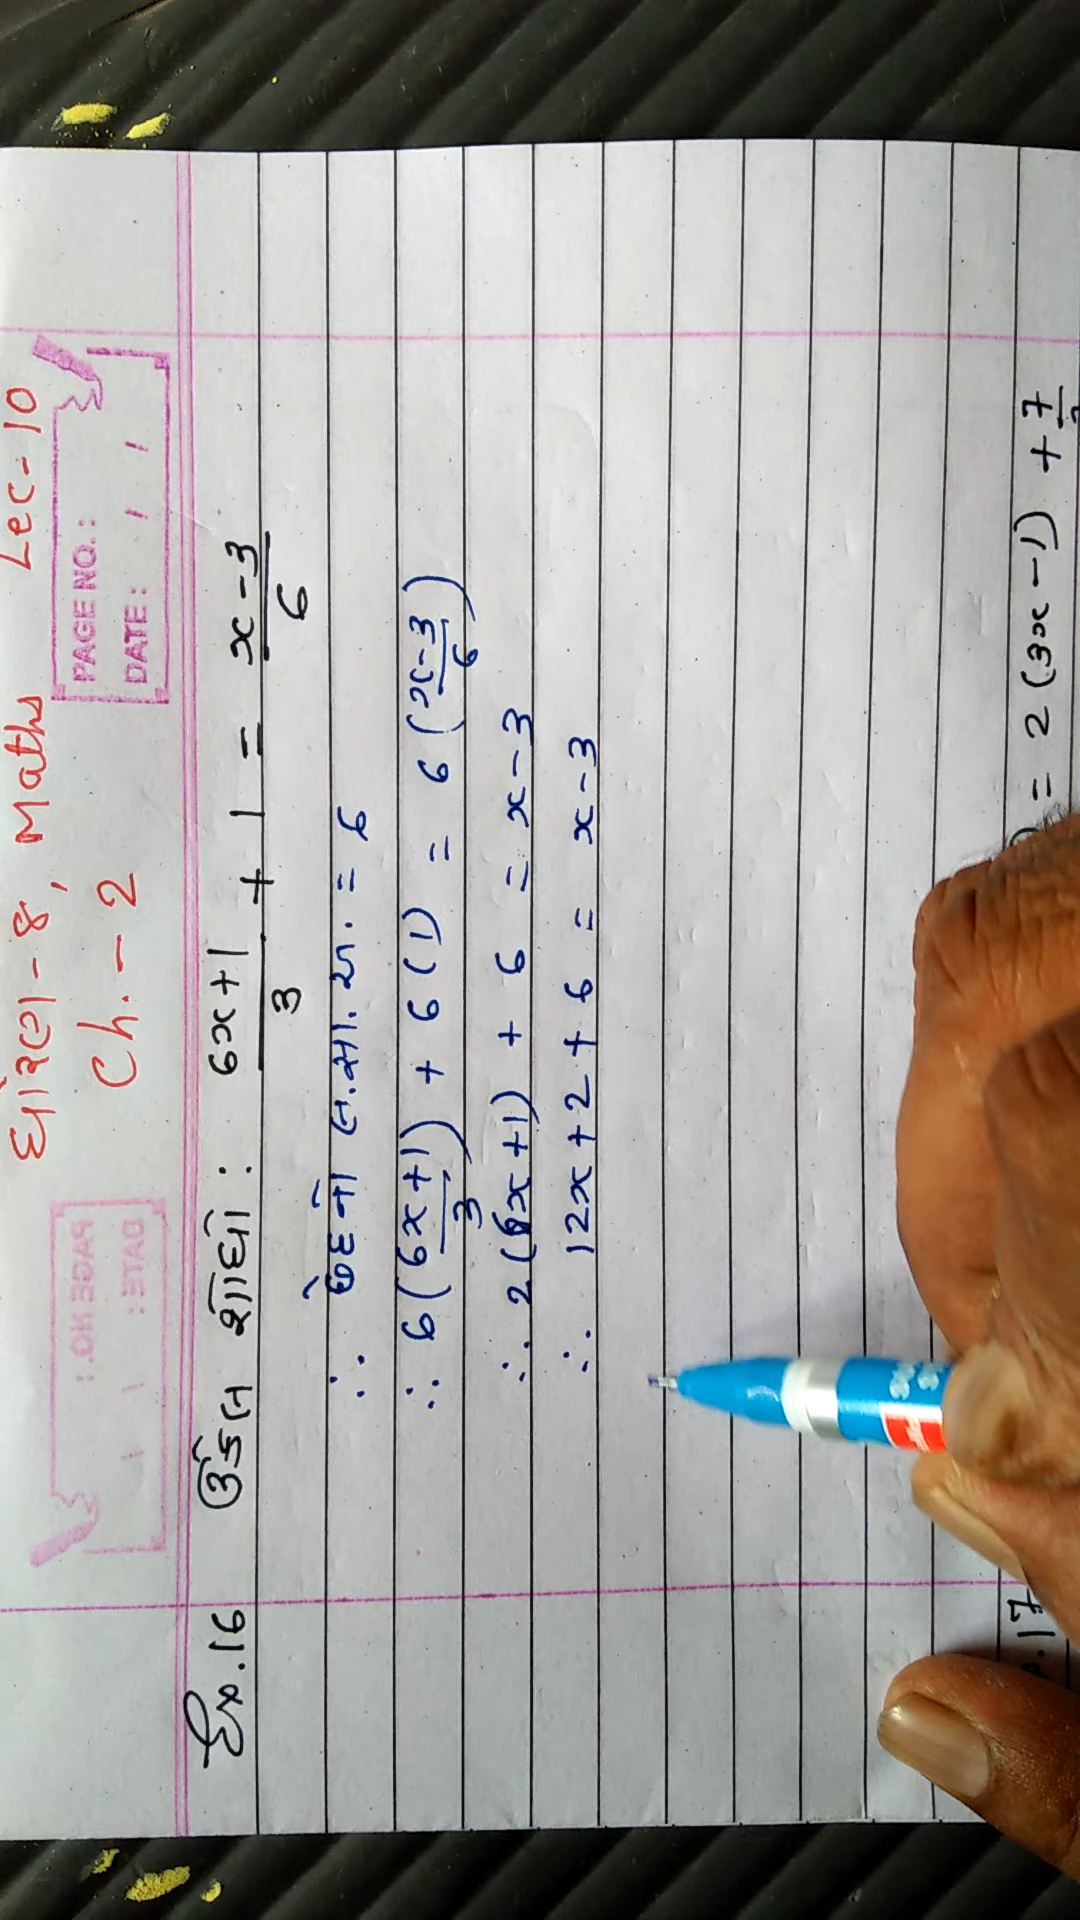 ધોરણ-8, Maths Lec-10
Ch.-2
PAGE NO.:
DATE: / /
Ex.16 ઉકેલ શોધો: (6x+1)/3 + 1 = (x-3)/6
∴ છેદનો લ.સા.અ. = 6
∴ 6((6x+1)/3) + 6(1) = 6((x-3)/6)
∴ 2(6x+1) + 6 = x-3
∴ 12x+2+6 = x-3
.17 = 2(3x-1) + 7